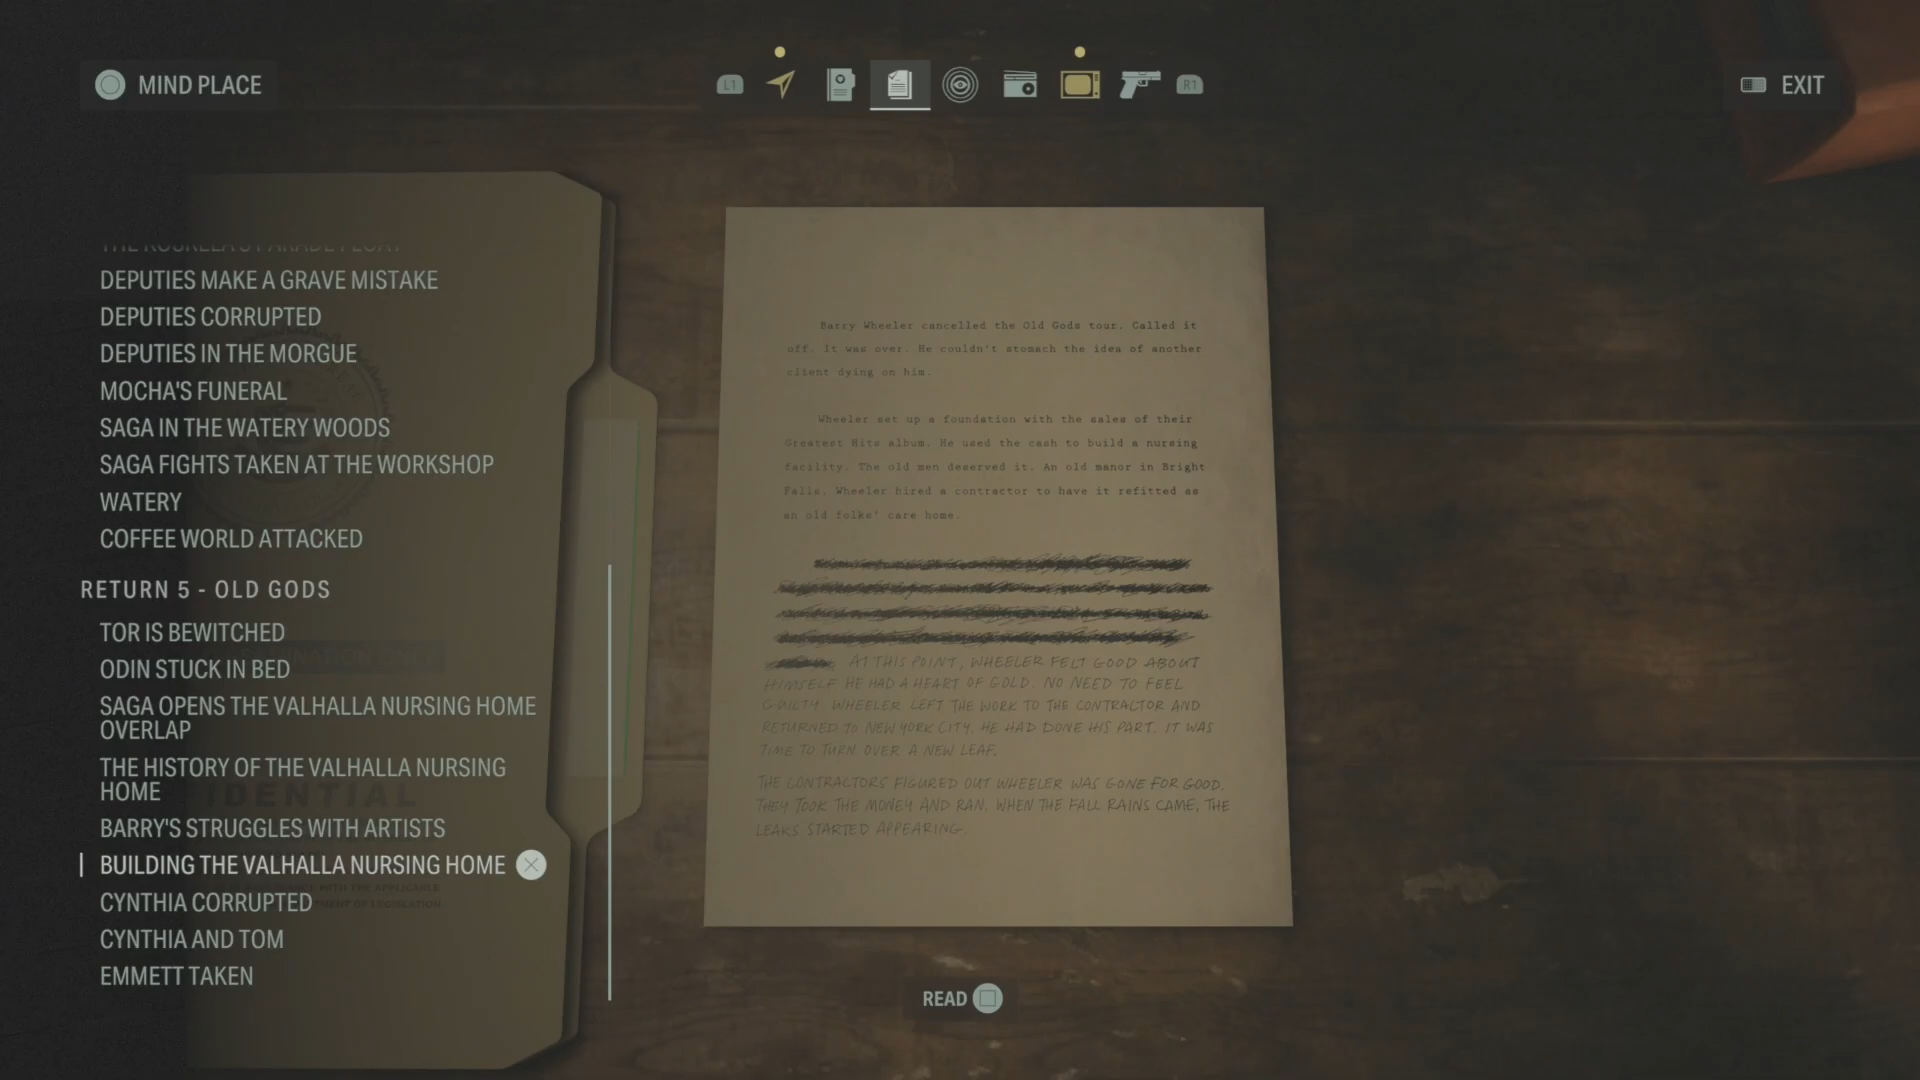 MIND PLACE
L1
R1
EXIT
DEPUTIES MAKE A GRAVE MISTAKE
DEPUTIES CORRUPTED
DEPUTIES IN THE MORGUE
MOCHA'S FUNERAL
SAGA IN THE WATERY WOODS
SAGA FIGHTS TAKEN AT THE WORKSHOP
WATERY
COFFEE WORLD ATTACKED
RETURN 5 - OLD GODS
TOR IS BEWITCHED
ODIN STUCK IN BED
SAGA OPENS THE VALHALLA NURSING HOME
OVERLAP
THE HISTORY OF THE VALHALLA NURSING
HOME
BARRY'S STRUGGLES WITH ARTISTS
BUILDING THE VALHALLA NURSING HOME
CYNTHIA CORRUPTED
CYNTHIA AND TOM
EMMETT TAKEN
Barry Wheeler cancelled the Old Gods tour. Called it
off. It was over. He couldn't stomach the idea of another
client dying on him.
Wheeler set up a foundation with the sales of their
Greatest Hits album. He used the cash to build a nursing
facility. The old men deserved it. An old manor in Bright
Falls. Wheeler hired a contractor to have it refitted as
an old folks' care home.
AT THIS POINT, WHEELER FELT GOOD ABOUT
HIMSELF. HE HAD A HEART OF GOLD. NO NEED TO FEEL
GUILTY. WHEELER LEFT THE WORK TO THE CONTRACTOR AND
RETURNED TO NEW YORK CITY. HE HAD DONE HIS PART. IT WAS
TIME TO TURN OVER A NEW LEAF.
THE CONTRACTORS FIGURED OUT WHEELER WAS GONE FOR GOOD.
THEY TOOK THE MONEY AND RAN. WHEN THE FALL RAINS CAME, THE
LEAKS STARTED APPEARING.
READ